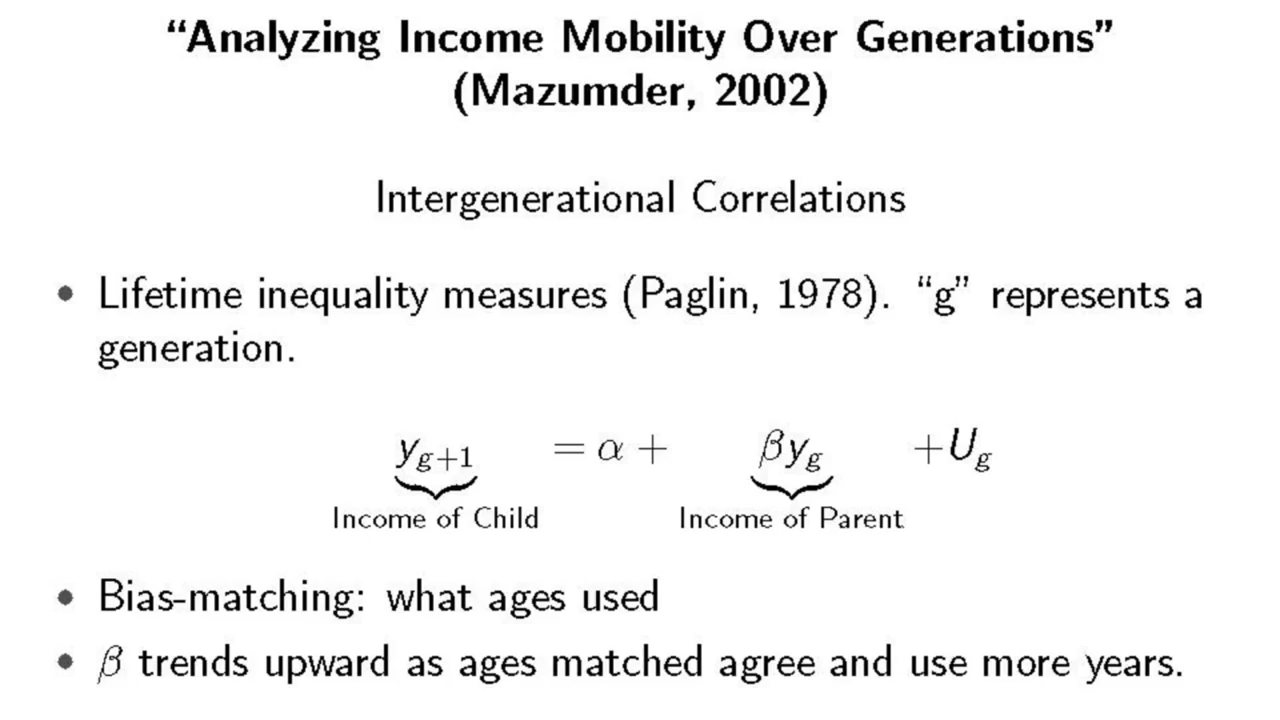 “Analyzing Income Mobility Over Generations”
(Mazumder, 2002)
Intergenerational Correlations
• Lifetime inequality measures (Paglin, 1978). “g” represents a
generation.
y_{g+1} = α + βy_g + U_g
Income of Child Income of Parent
• Bias-matching: what ages used
• β trends upward as ages matched agree and use more years.